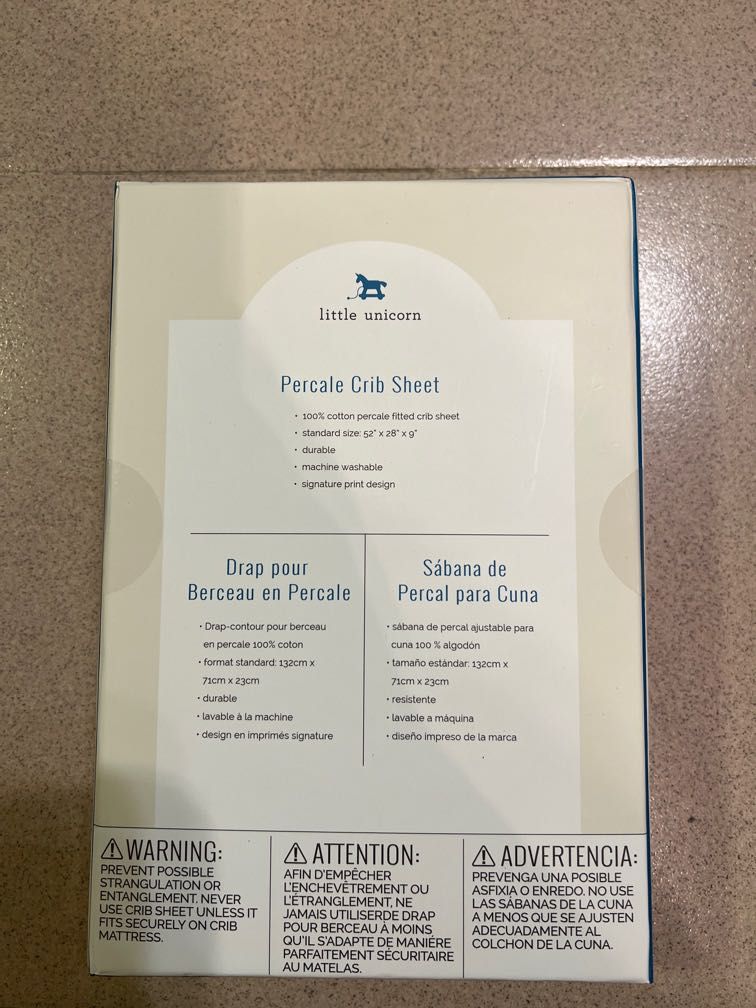 little unicorn
Percale Crib Sheet
• 100% cotton percale fitted crib sheet
• standard size: 52" x 28" x 9"
• durable
• machine washable
• signature print design
Drap pour
Berceau en Percale
• Drap-contour pour berceau
en percale 100% coton
• format standard: 132cm x
71cm x 23cm
• durable
• lavable à la machine
• design en imprimés signature
Sábana de
Percal para Cuna
• sábana de percal ajustable para
cuna 100 % algodón
• tamaño estándar: 132cm x
71cm x 23cm
• resistente
• lavable a máquina
• diseño impreso de la marca
⚠ WARNING:
PREVENT POSSIBLE
STRANGULATION OR
ENTANGLEMENT. NEVER
USE CRIB SHEET UNLESS IT
FITS SECURELY ON CRIB
MATTRESS.
⚠ ATTENTION:
AFIN D'EMPÊCHER
L'ENCHEVÊTREMENT OU
L'ÉTRANGLEMENT, NE
JAMAIS UTILISERDE DRAP
POUR BERCEAU À MOINS
QU'IL S'ADAPTE DE MANIÈRE
PARFAITEMENT SÉCURITAIRE
AU MATELAS.
⚠ ADVERTENCIA:
PREVENGA UNA POSIBLE
ASFIXIA O ENREDO. NO USE
LAS SÁBANAS DE LA CUNA
A MENOS QUE SE AJUSTEN
ADECUADAMENTE AL
COLCHON DE LA CUNA.